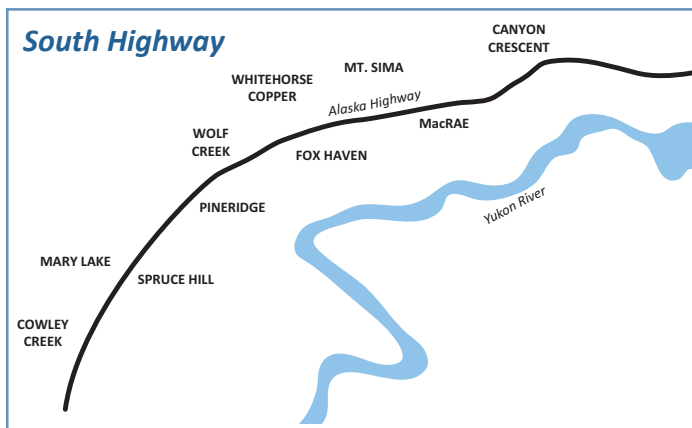 South Highway
CANYON
CRESCENT
MT. SIMA
WHITEHORSE
COPPER
Alaska Highway
MacRAE
WOLF
CREEK
FOX HAVEN
PINERIDGE
Yukon River
MARY LAKE
SPRUCE HILL
COWLEY
CREEK